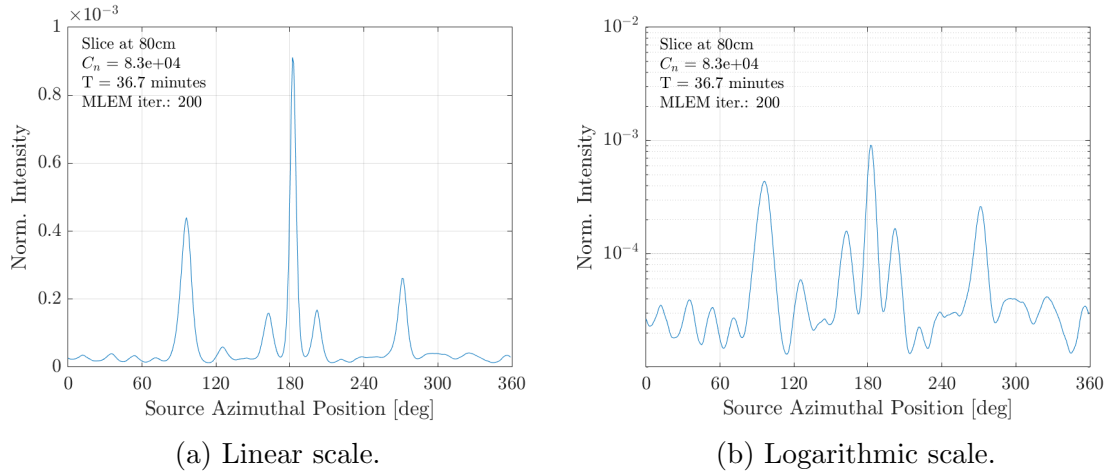 ×10⁻³
Slice at 80cm
Cₙ = 8.3e+04
T = 36.7 minutes
MLEM iter.: 200
1
0.8
0.6
0.4
0.2
0
Norm. Intensity
0 60 120 180 240 300 360
Source Azimuthal Position [deg]
(a) Linear scale.
Slice at 80cm
Cₙ = 8.3e+04
T = 36.7 minutes
MLEM iter.: 200
10⁻²
10⁻³
10⁻⁴
Norm. Intensity
0 60 120 180 240 300 360
Source Azimuthal Position [deg]
(b) Logarithmic scale.